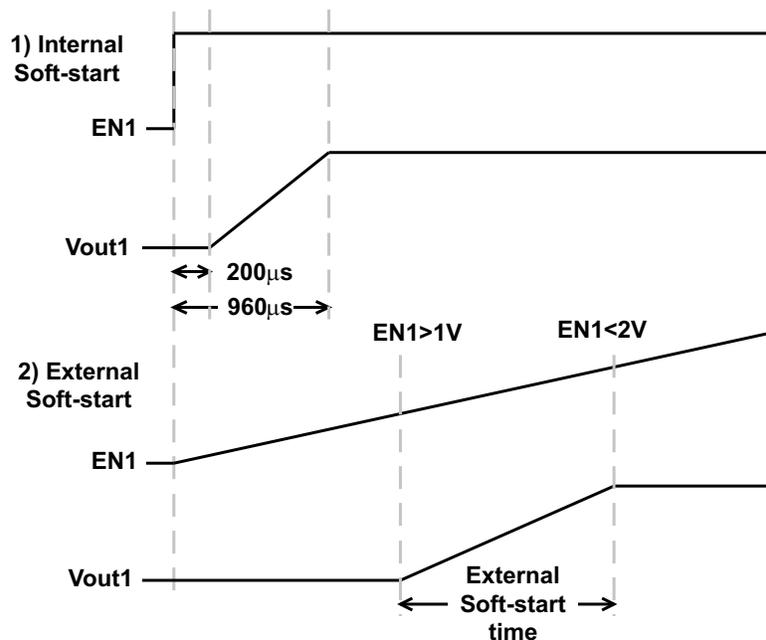 1) Internal
Soft-start
EN1
Vout1
200μs
960μs
EN1>1V
EN1<2V
2) External
Soft-start
EN1
Vout1
External
Soft-start
time